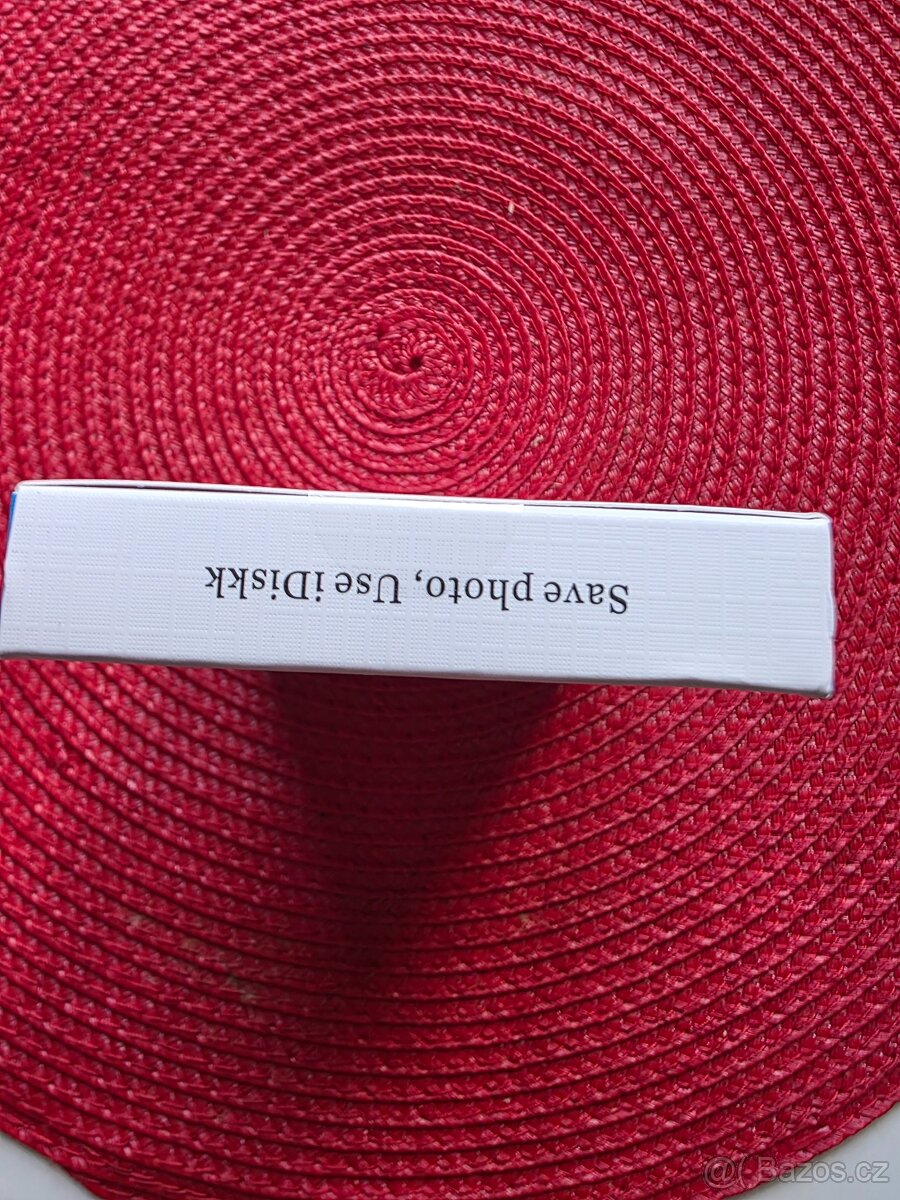 Save photo, Use iDiskk
@( Bazos.cz